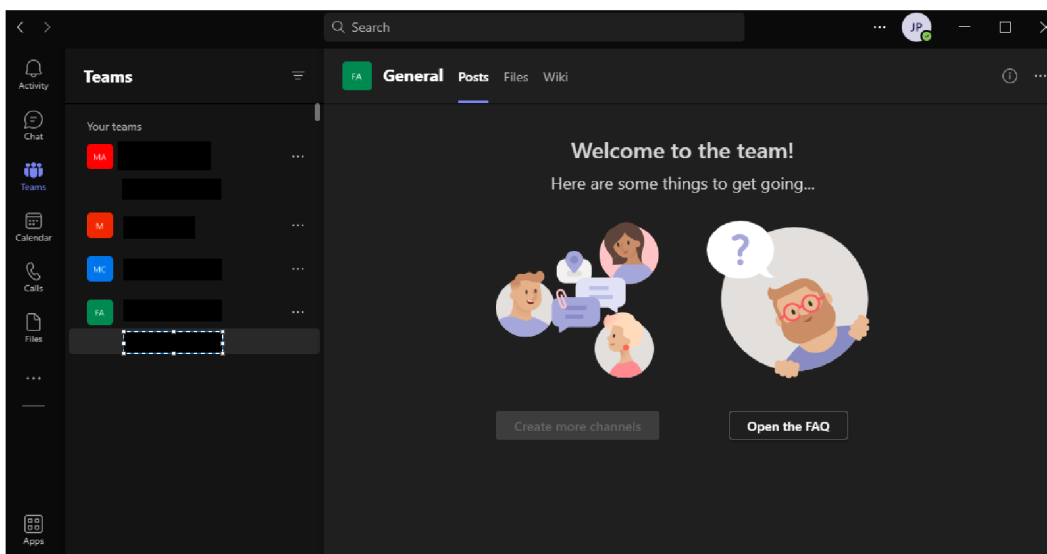 Search
JP
Activity
Chat
Teams
Calendar
Calls
Files
Apps
Teams
Your teams
MA
M
MC
FA
FA
General Posts Files Wiki
Welcome to the team!
Here are some things to get going...
?
Create more channels
Open the FAQ